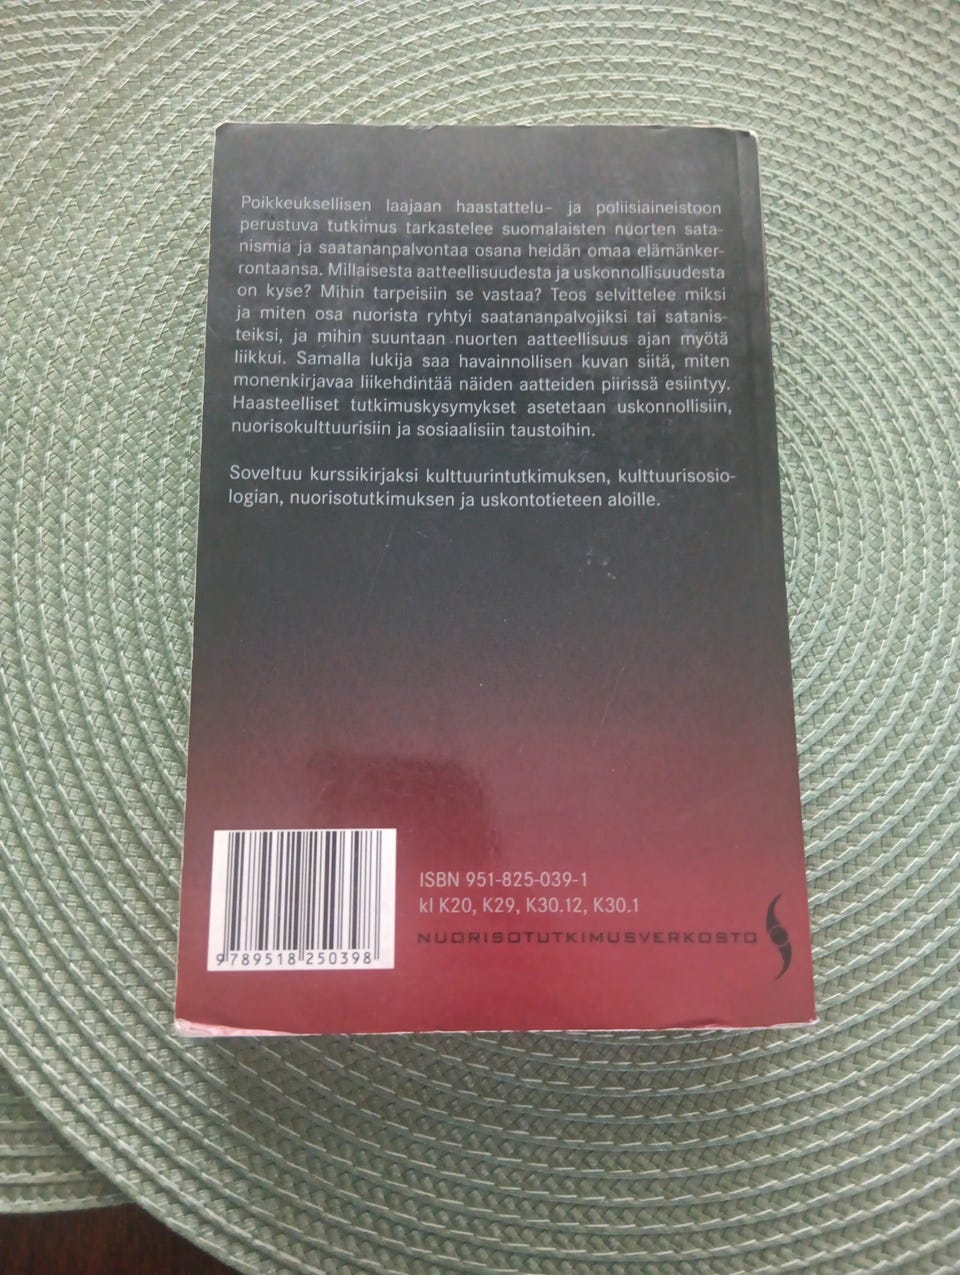 Poikkeuksellisen laajaan haastattelu- ja poliisiaineistoon
perustuva tutkimus tarkastelee suomalaisten nuorten sata-
nismia ja saatananpalvontaa osana heidän omaa elämänker-
rontaansa. Millaisesta aatteellisuudesta ja uskonnollisuudesta
on kyse? Mihin tarpeisiin se vastaa? Teos selvittelee miksi
ja miten osa nuorista ryhtyi saatananpalvojiksi tai satanis-
teiksi, ja mihin suuntaan nuorten aatteellisuus ajan myötä
liikkui. Samalla lukija saa havainnollisen kuvan siitä, miten
monenkirjavaa liikehdintää näiden aatteiden piirissä esiintyy.
Haasteelliset tutkimuskysymykset asetetaan uskonnollisiin,
nuorisokulttuurisiin ja sosiaalisiin taustoihin.
Soveltuu kurssikirjaksi kulttuurintutkimuksen, kulttuurisosio-
logian, nuorisotutkimuksen ja uskontotieteen aloille.
ISBN 951-825-039-1
kl K20, K29, K30.12, K30.1
NUORISOTUTKIMUSVERKOSTO
9789518250398